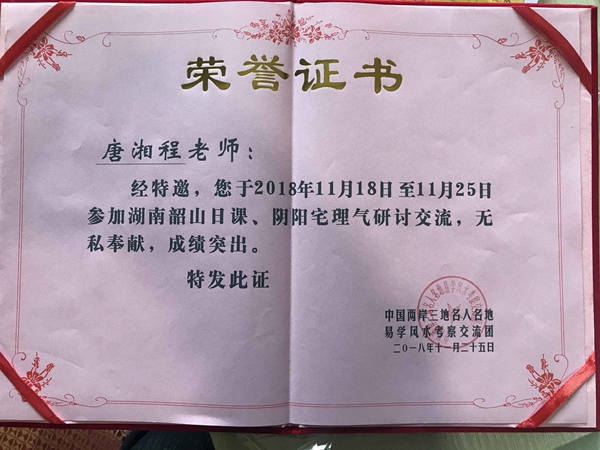 荣誉证书
唐湘程老师：
经特邀，您于2018年11月18日至11月25日
参加湖南韶山日课、阴阳宅理气研讨交流，无
私奉献，成绩突出。
特发此证
中国两岸三地名人名地
易学风水考察交流团
二〇一八年十一月二十五日